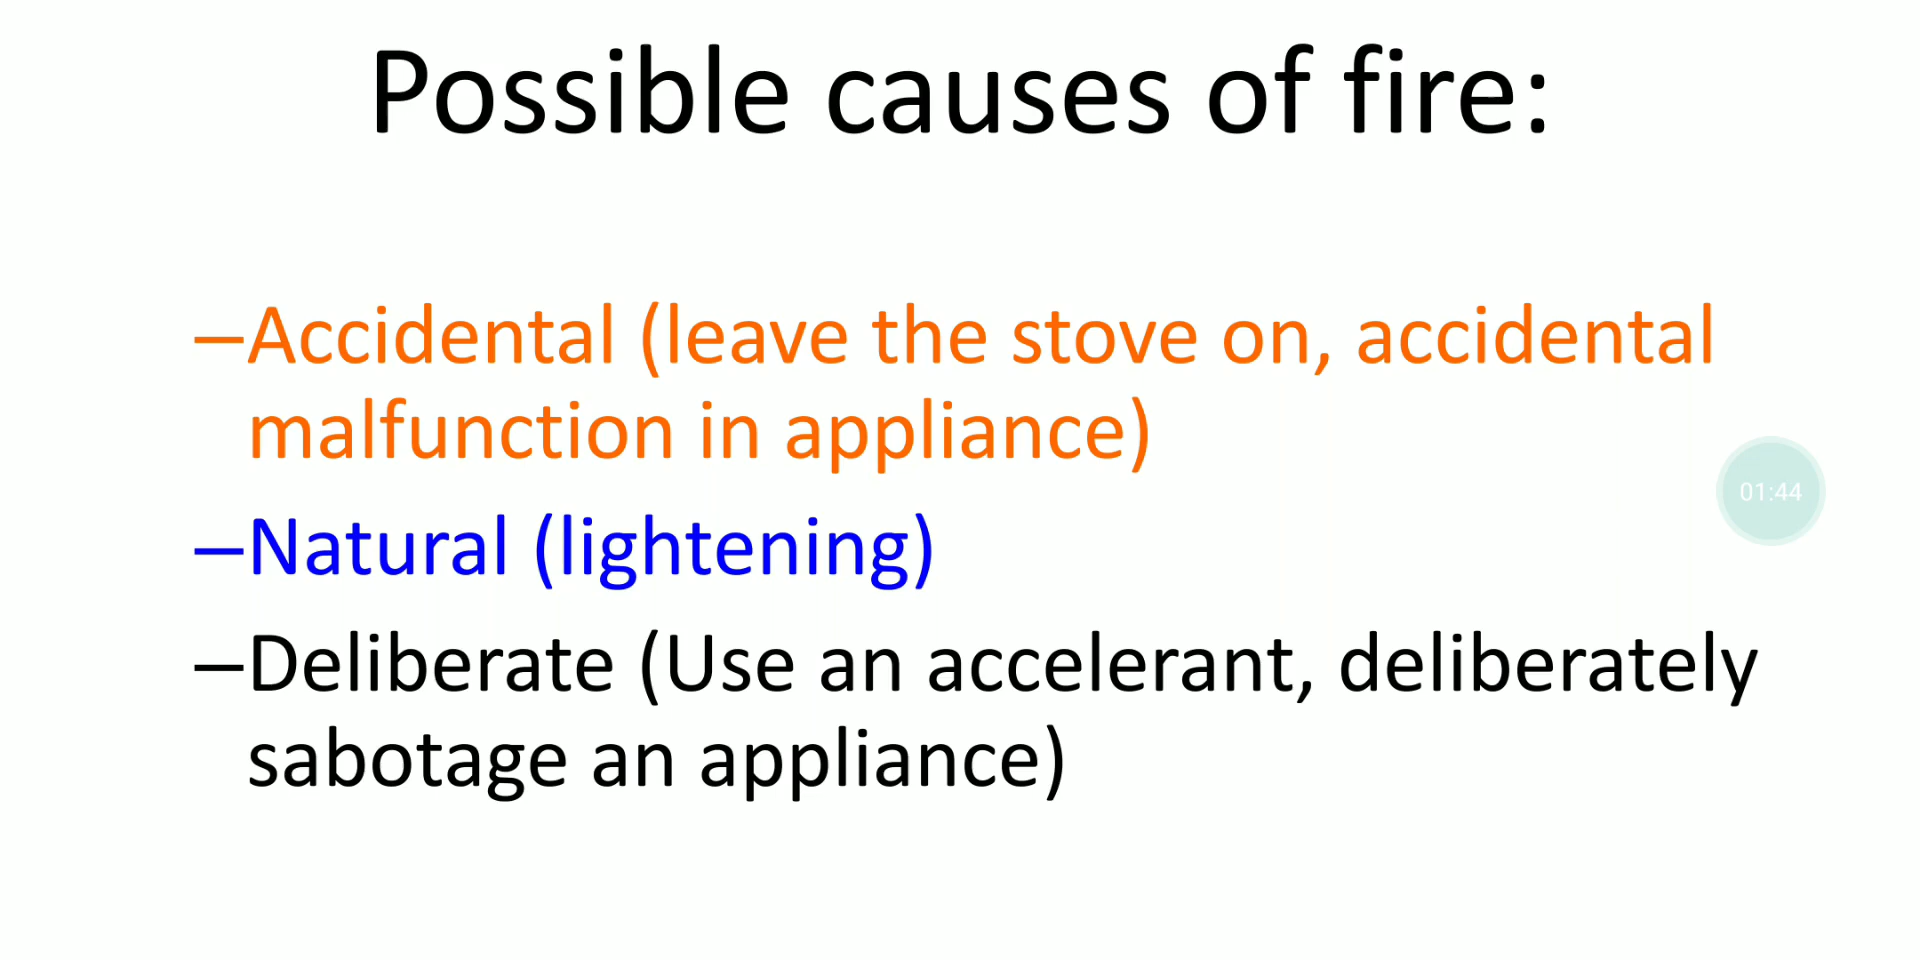 Possible causes of fire:
–Accidental (leave the stove on, accidental
malfunction in appliance)
01:44
–Natural (lightening)
–Deliberate (Use an accelerant, deliberately
sabotage an appliance)